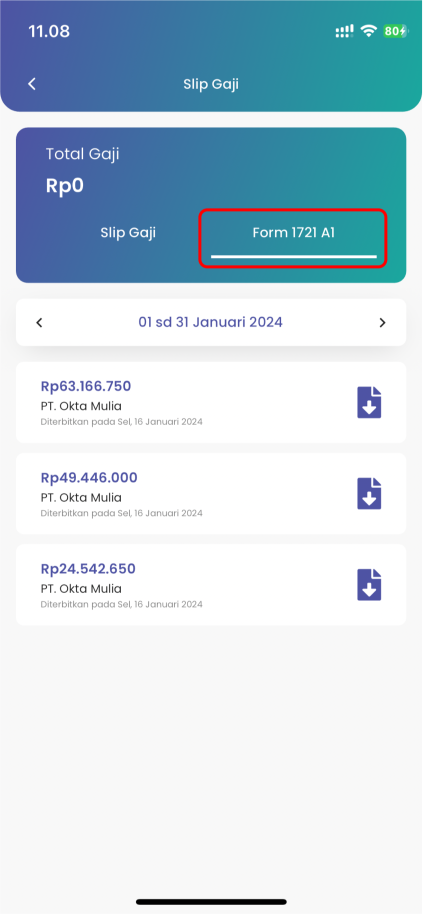 11.08
80
Slip Gaji
Total Gaji
Rp0
Slip Gaji
Form 1721 A1
01 sd 31 Januari 2024
Rp63.166.750
PT. Okta Mulia
Diterbitkan pada Sel, 16 Januari 2024
Rp49.446.000
PT. Okta Mulia
Diterbitkan pada Sel, 16 Januari 2024
Rp24.542.650
PT. Okta Mulia
Diterbitkan pada Sel, 16 Januari 2024